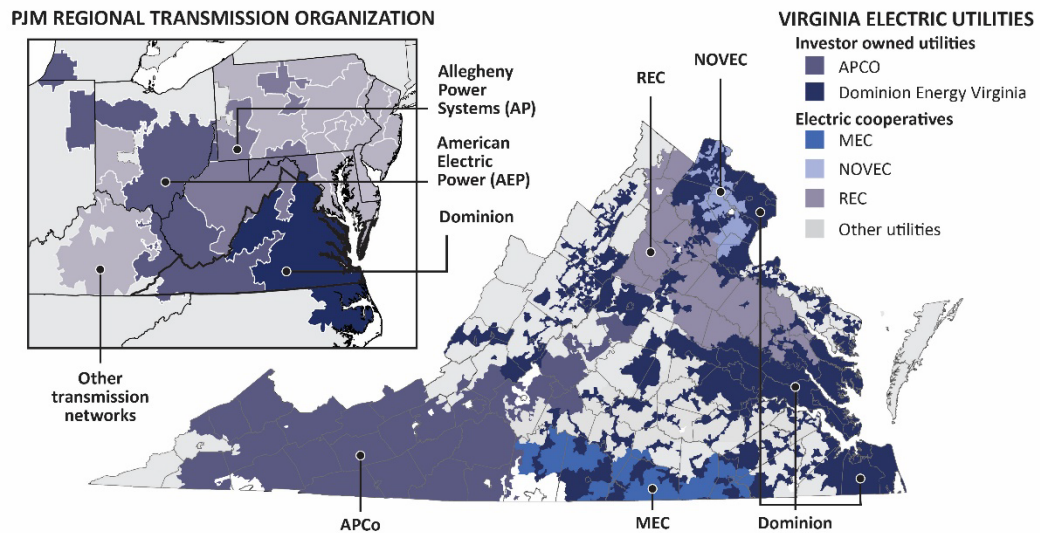 PJM REGIONAL TRANSMISSION ORGANIZATION
Allegheny
Power
Systems (AP)
American
Electric
Power (AEP)
Dominion
Other
transmission
networks
VIRGINIA ELECTRIC UTILITIES
Investor owned utilities
APCO
Dominion Energy Virginia
Electric cooperatives
MEC
NOVEC
REC
Other utilities
NOVEC
REC
APCo
MEC
Dominion